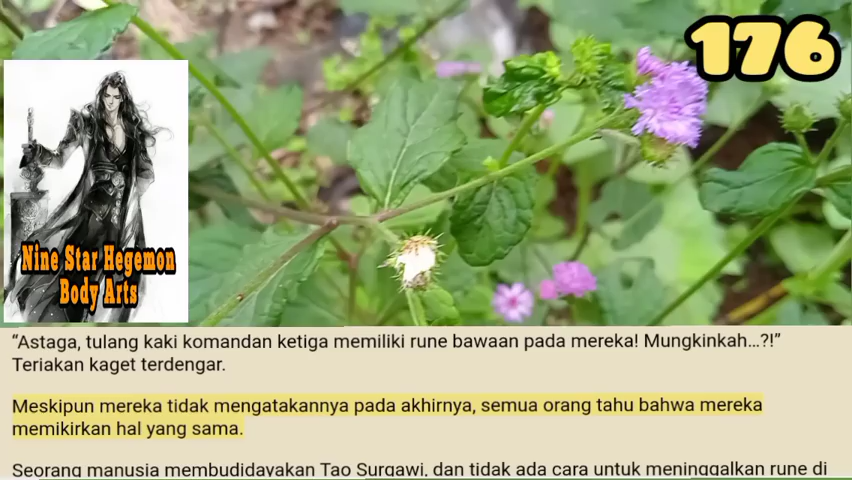 176
Nine Star Hegemon
Body Arts
“Astaga, tulang kaki komandan ketiga memiliki rune bawaan pada mereka! Mungkinkah...?!”
Teriakan kaget terdengar.
Meskipun mereka tidak mengatakannya pada akhirnya, semua orang tahu bahwa mereka
memikirkan hal yang sama.
Seorang manusia membudidayakan Tao Surgawi, dan tidak ada cara untuk meninggalkan rune di